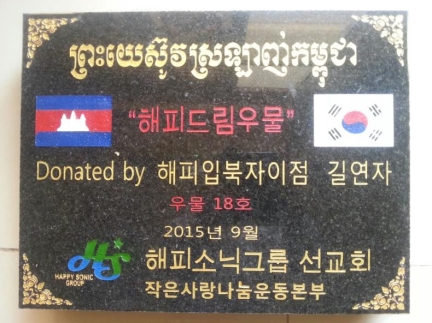 ព្រះយេស៊ូវស្រឡាញ់កម្ពុជា
“해피드림우물”
Donated by 해피입북자이점 길연자
우물 18호
2015년 9월
HAPPY SONIC
GROUP
해피소닉그룹 선교회
작은사랑나눔운동본부